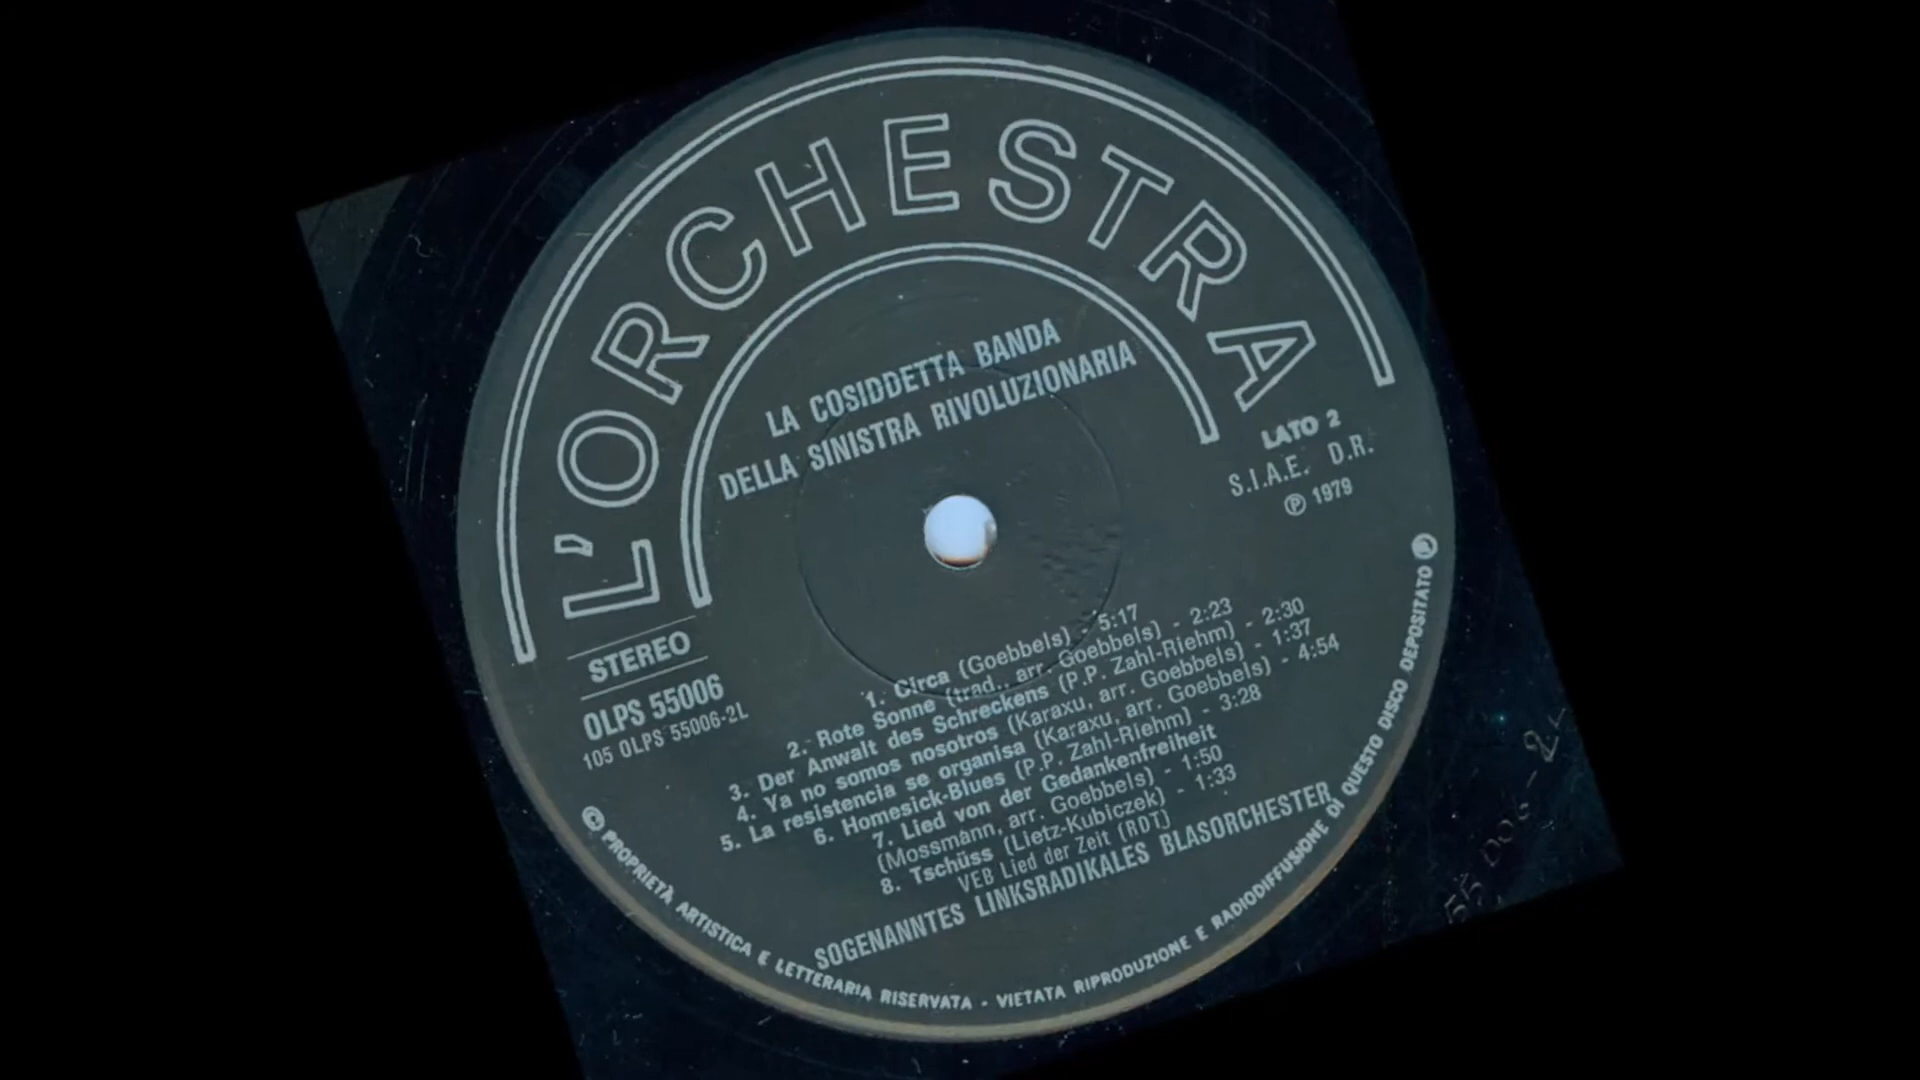 L'ORCHESTRA
LA COSIDDETTA BANDA
DELLA SINISTRA RIVOLUZIONARIA
LATO 2
S.I.A.E. D.R.
Ⓟ 1979
STEREO
OLPS 55006
105 OLPS 55006-2L
1. Circa (Goebbels) - 5:17
2. Rote Sonne (trad., arr. Goebbels) - 2:23
3. Der Anwalt des Schreckens (P.P. Zahl-Riehm) - 2:30
4. Ya no somos nosotros (Karaxu, arr. Goebbels) - 1:37
5. La resistencia se organisa (Karaxu, arr. Goebbels) - 4:54
6. Homesick-Blues (P.P. Zahl-Riehm) - 3:28
7. Lied von der Gedankenfreiheit
(Mossmann, arr. Goebbels) - 1:50
8. Tschüss (Lietz-Kubiczek) - 1:33
VEB Lied der Zeit (RDT)
SOGENANNTES LINKSRADIKALES BLASORCHESTER
© PROPRIETÀ ARTISTICA E LETTERARIA RISERVATA - VIETATA RIPRODUZIONE E RADIODIFFUSIONE DI QUESTO DISCO DEPOSITATO Ⓟ